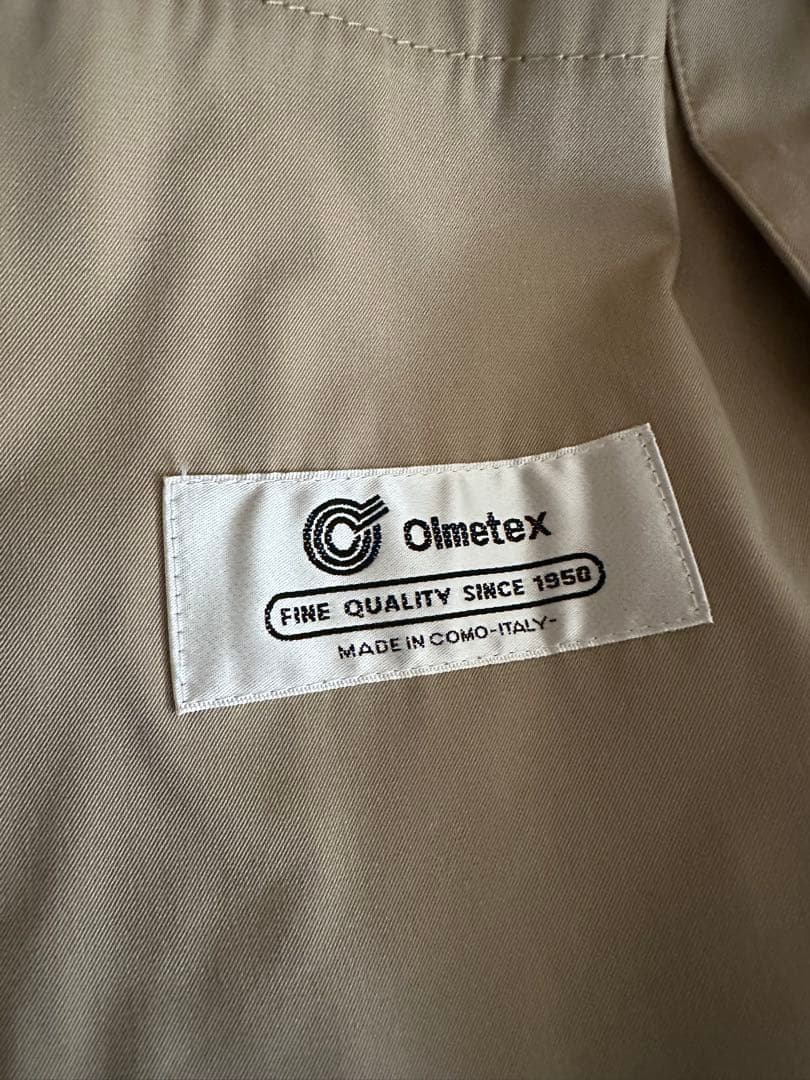 Olmetex
FINE QUALITY SINCE 1950
MADE IN COMO-ITALY-